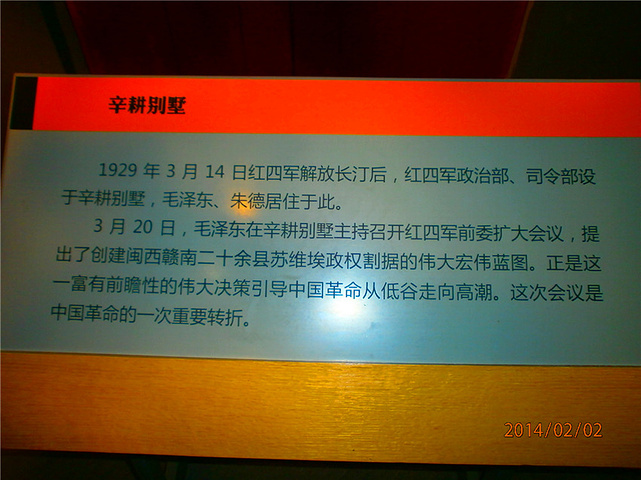 辛耕别墅
1929 年 3 月 14 日红四军解放长汀后，红四军政治部、司令部设
于辛耕别墅，毛泽东、朱德居住于此。
3 月 20 日，毛泽东在辛耕别墅主持召开红四军前委扩大会议，提
出了创建闽西赣南二十余县苏维埃政权割据的伟大宏伟蓝图。正是这
一富有前瞻性的伟大决策引导中国革命从低谷走向高潮。这次会议是
中国革命的一次重要转折。
2014/02/02